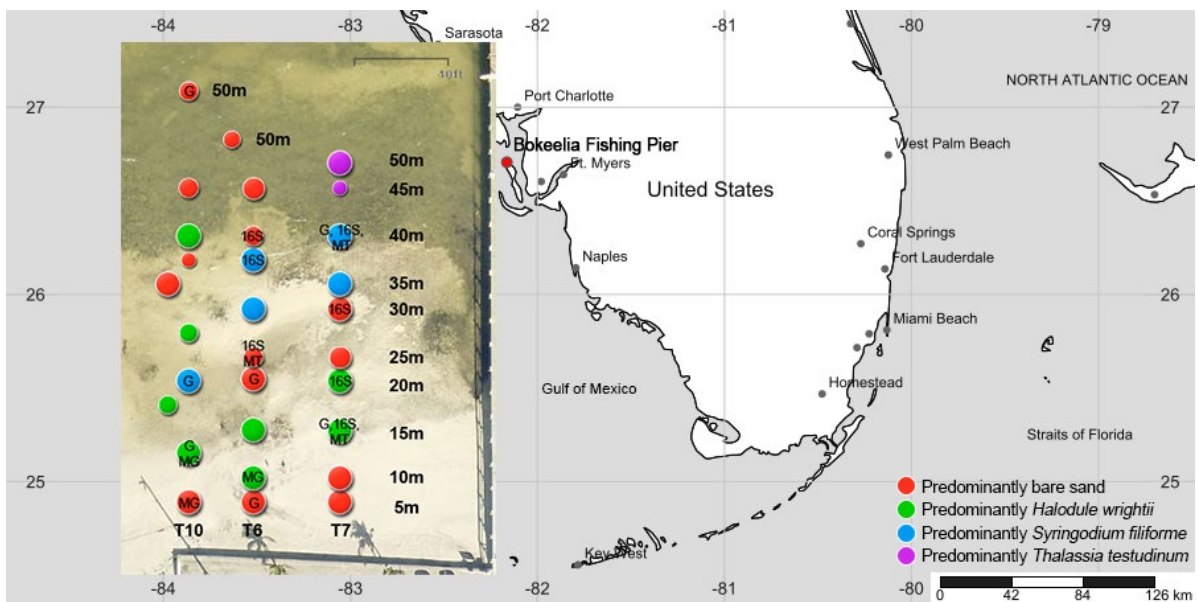 -84
-83
-82
-81
-80
-79
Sarasota
40ft
NORTH ATLANTIC OCEAN
G
50m
27
Port Charlotte
27
50m
Bokeelia Fishing Pier
West Palm Beach
50m
Ft. Myers
45m
United States
16S
G, 16S,
MT
40m
Coral Springs
16S
Naples
Fort Lauderdale
35m
26
26
16S
30m
Miami Beach
16S
MT
25m
G
G
16S
20m
Gulf of Mexico
Homestead
G
MG
G,16S,
MT
15m
Straits of Florida
MG
10m
25
25
Predominantly bare sand
MG
G
5m
Predominantly Halodule wrightii
T10
T6
T7
Predominantly Syringodium filiforme
Key West
Predominantly Thalassia testudinum
-84
-83
-82
-81
-80
0
42
84
126 km